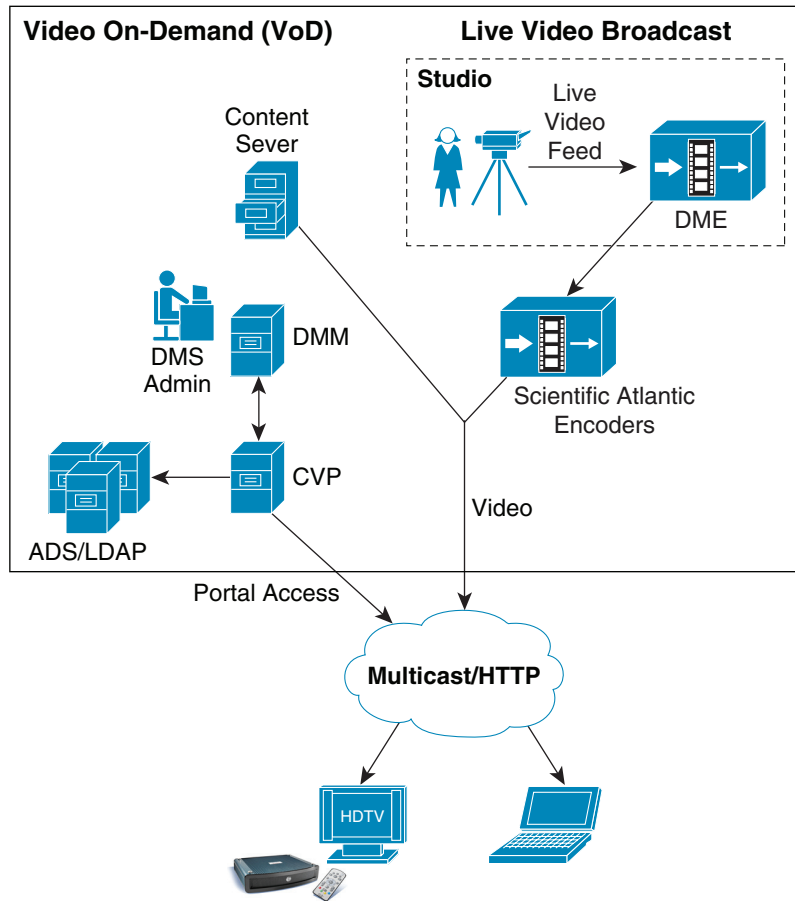 Video On-Demand (VoD)
Live Video Broadcast
Studio
Live
Video
Feed
DME
Content
Sever
DMM
DMS
Admin
Scientific Atlantic
Encoders
CVP
Video
ADS/LDAP
Portal Access
Multicast/HTTP
HDTV